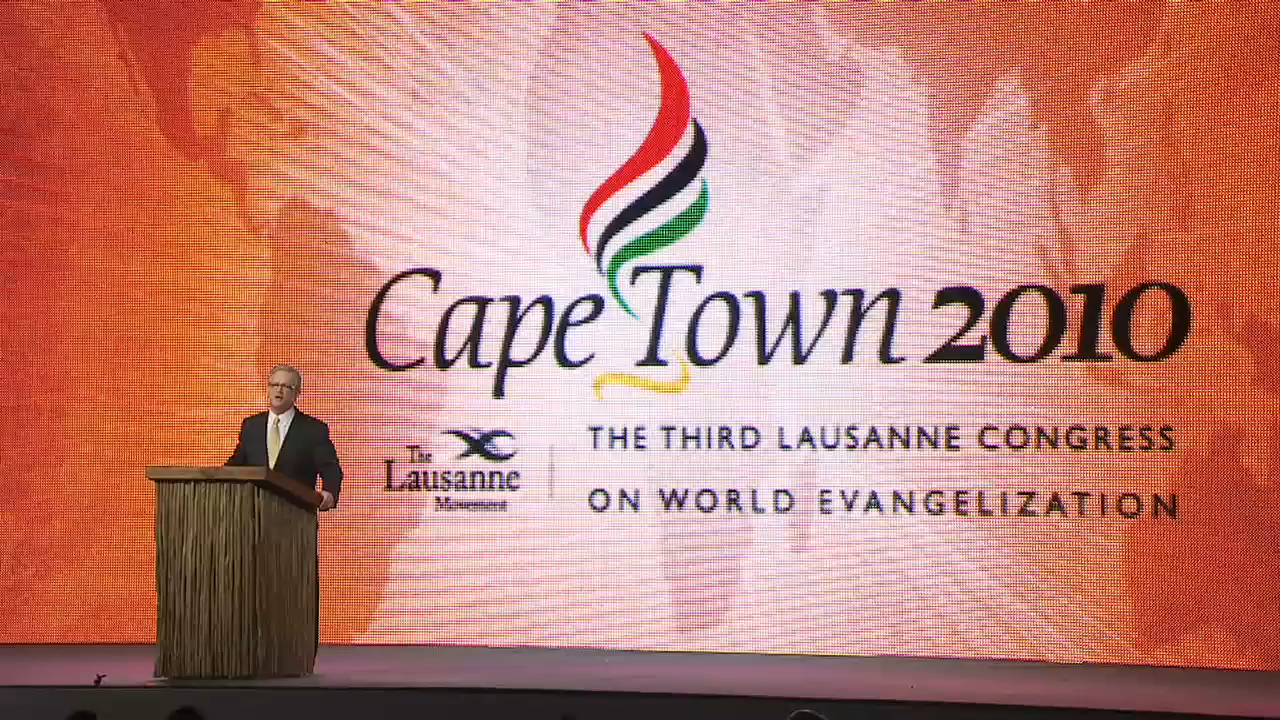 Cape Town 2010
The
Lausanne
Movement
THE THIRD LAUSANNE CONGRESS
ON WORLD EVANGELIZATION